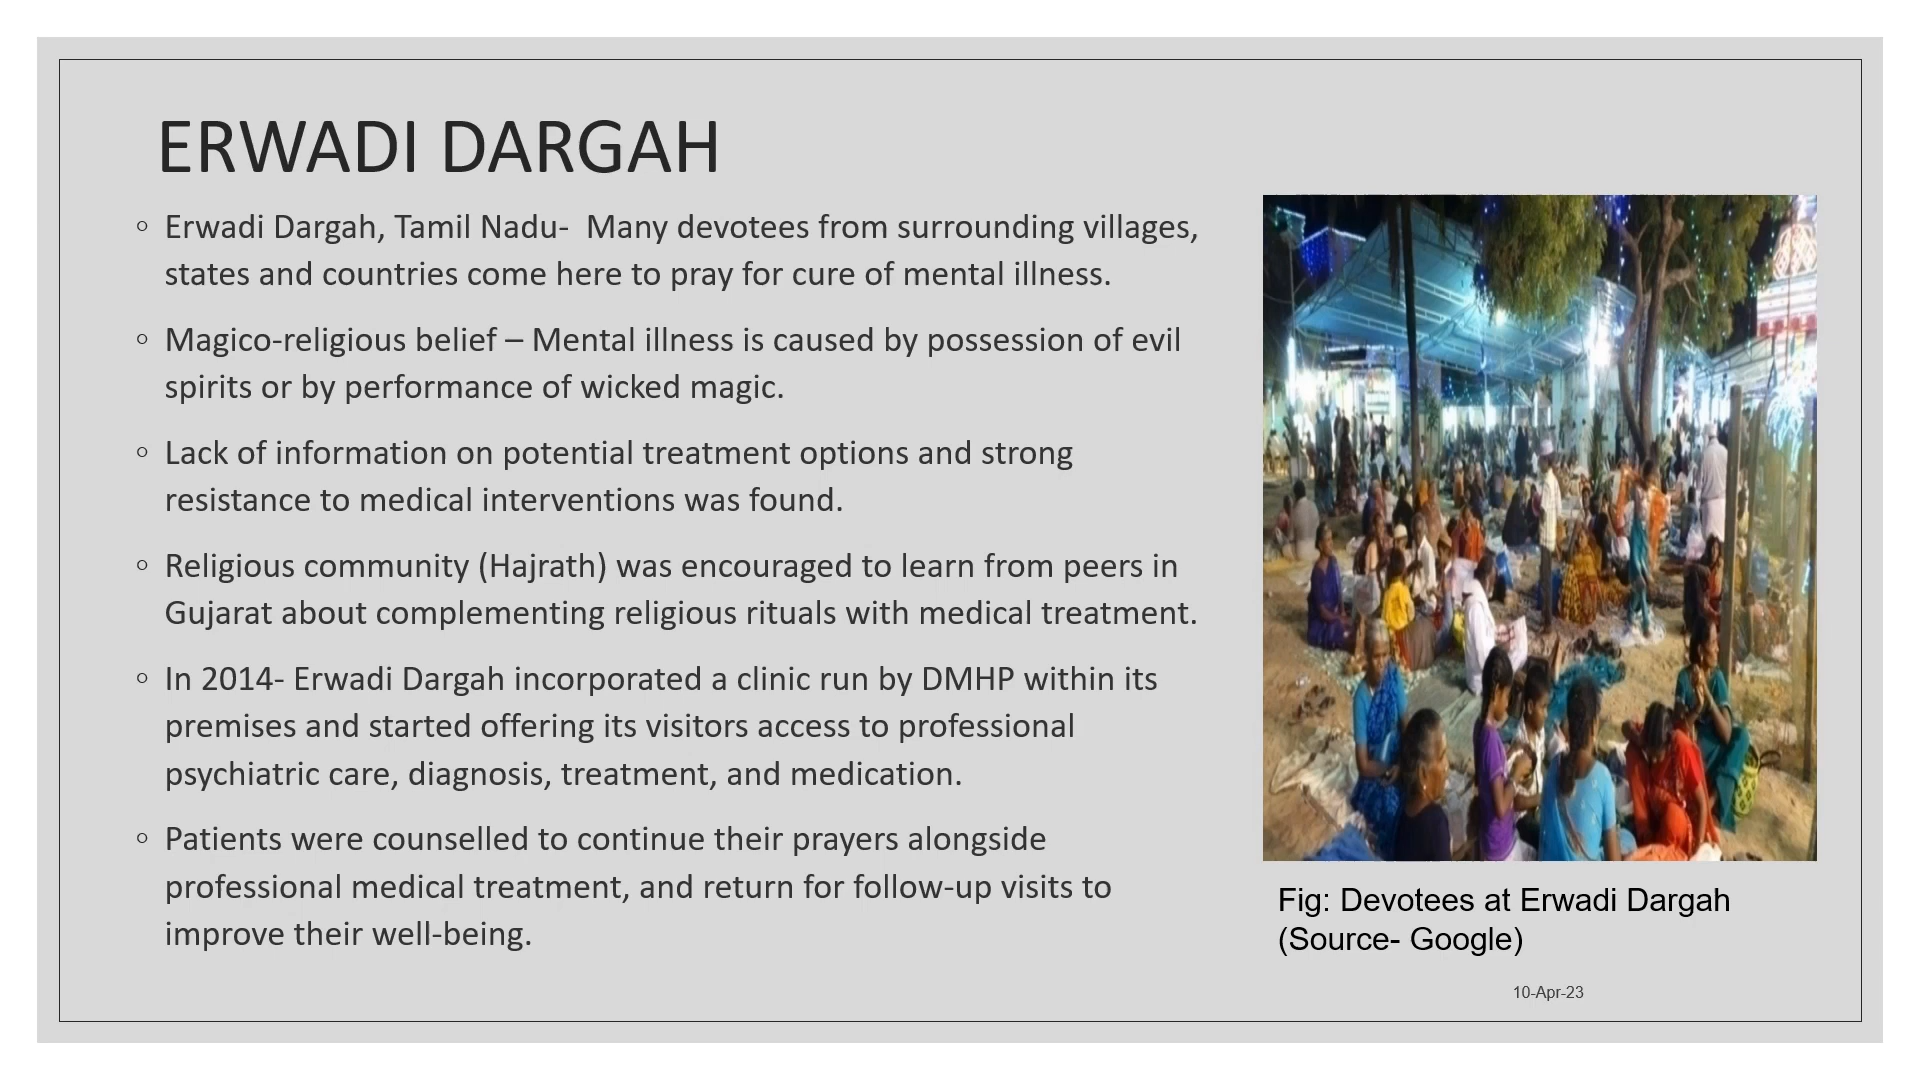 ERWADI DARGAH
◦ Erwadi Dargah, Tamil Nadu-  Many devotees from surrounding villages,
states and countries come here to pray for cure of mental illness.
◦ Magico-religious belief – Mental illness is caused by possession of evil
spirits or by performance of wicked magic.
◦ Lack of information on potential treatment options and strong
resistance to medical interventions was found.
◦ Religious community (Hajrath) was encouraged to learn from peers in
Gujarat about complementing religious rituals with medical treatment.
◦ In 2014- Erwadi Dargah incorporated a clinic run by DMHP within its
premises and started offering its visitors access to professional
psychiatric care, diagnosis, treatment, and medication.
◦ Patients were counselled to continue their prayers alongside
professional medical treatment, and return for follow-up visits to
improve their well-being.
Fig: Devotees at Erwadi Dargah
(Source- Google)
10-Apr-23